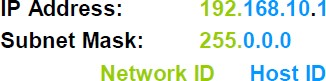 IP Address: 192.168.10.1
Subnet Mask: 255.0.0.0
Network ID Host ID